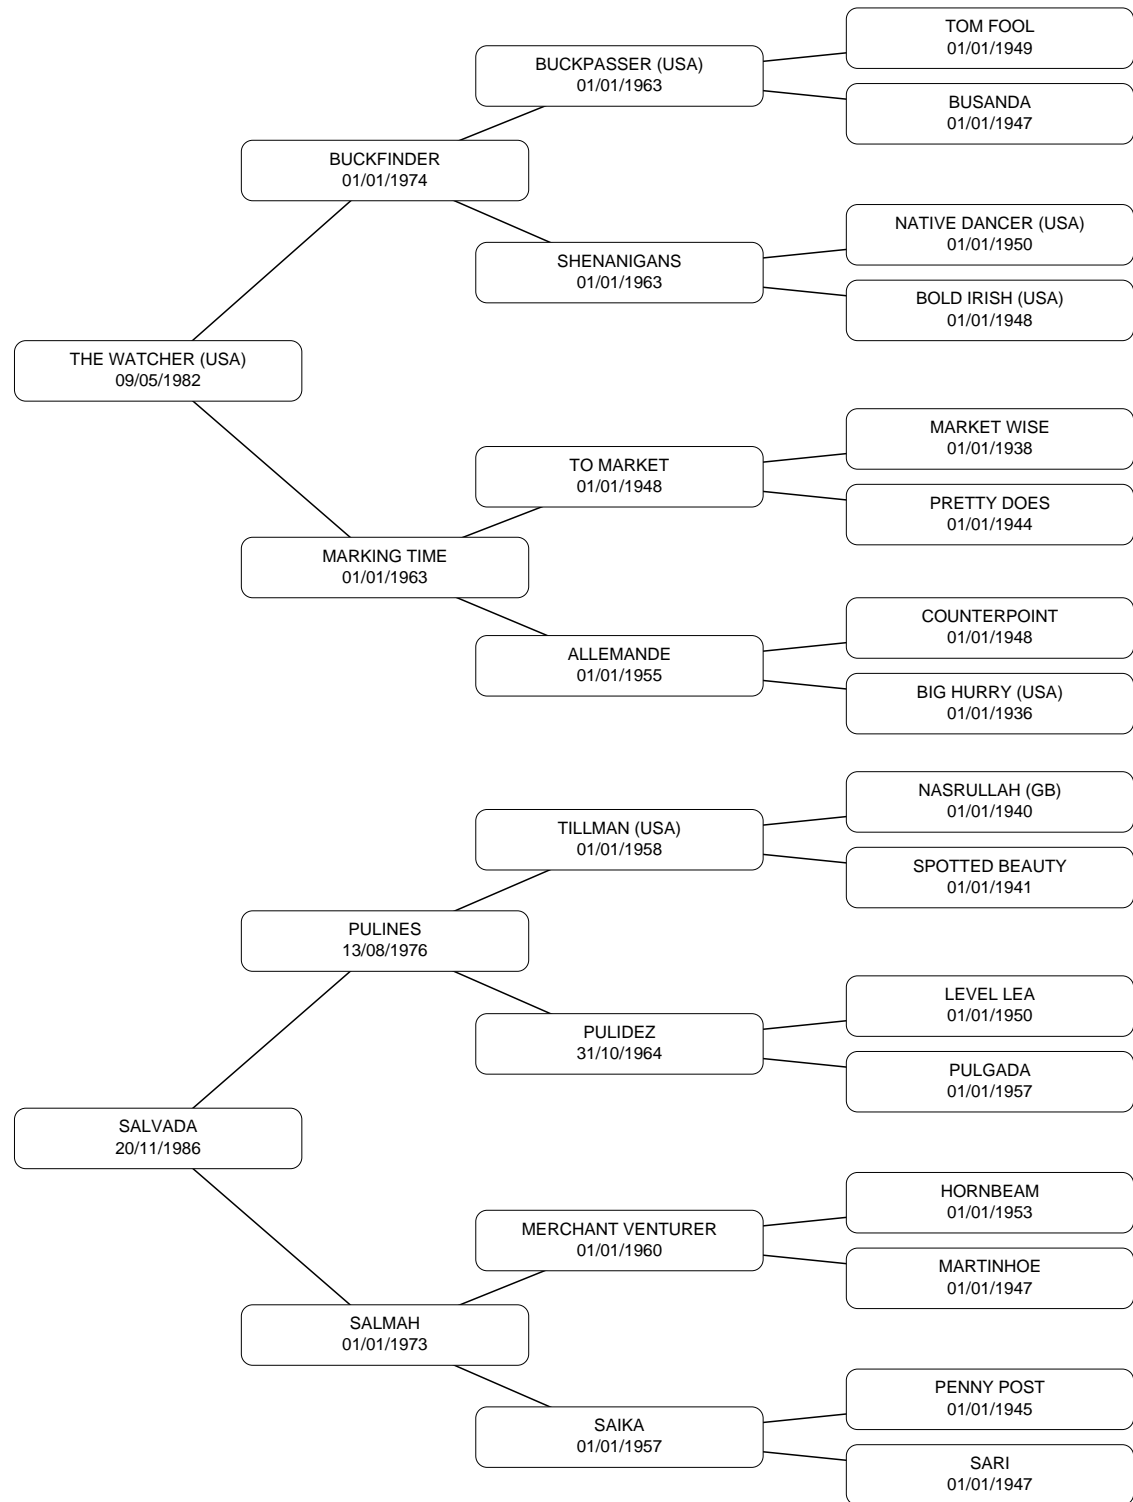 TOM FOOL
01/01/1949
BUCKPASSER (USA)
01/01/1963
BUSANDA
01/01/1947
BUCKFINDER
01/01/1974
NATIVE DANCER (USA)
01/01/1950
SHENANIGANS
01/01/1963
BOLD IRISH (USA)
01/01/1948
THE WATCHER (USA)
09/05/1982
MARKET WISE
01/01/1938
TO MARKET
01/01/1948
PRETTY DOES
01/01/1944
MARKING TIME
01/01/1963
COUNTERPOINT
01/01/1948
ALLEMANDE
01/01/1955
BIG HURRY (USA)
01/01/1936
NASRULLAH (GB)
01/01/1940
TILLMAN (USA)
01/01/1958
SPOTTED BEAUTY
01/01/1941
PULINES
13/08/1976
LEVEL LEA
01/01/1950
PULIDEZ
31/10/1964
PULGADA
01/01/1957
SALVADA
20/11/1986
HORNBEAM
01/01/1953
MERCHANT VENTURER
01/01/1960
MARTINHOE
01/01/1947
SALMAH
01/01/1973
PENNY POST
01/01/1945
SAIKA
01/01/1957
SARI
01/01/1947